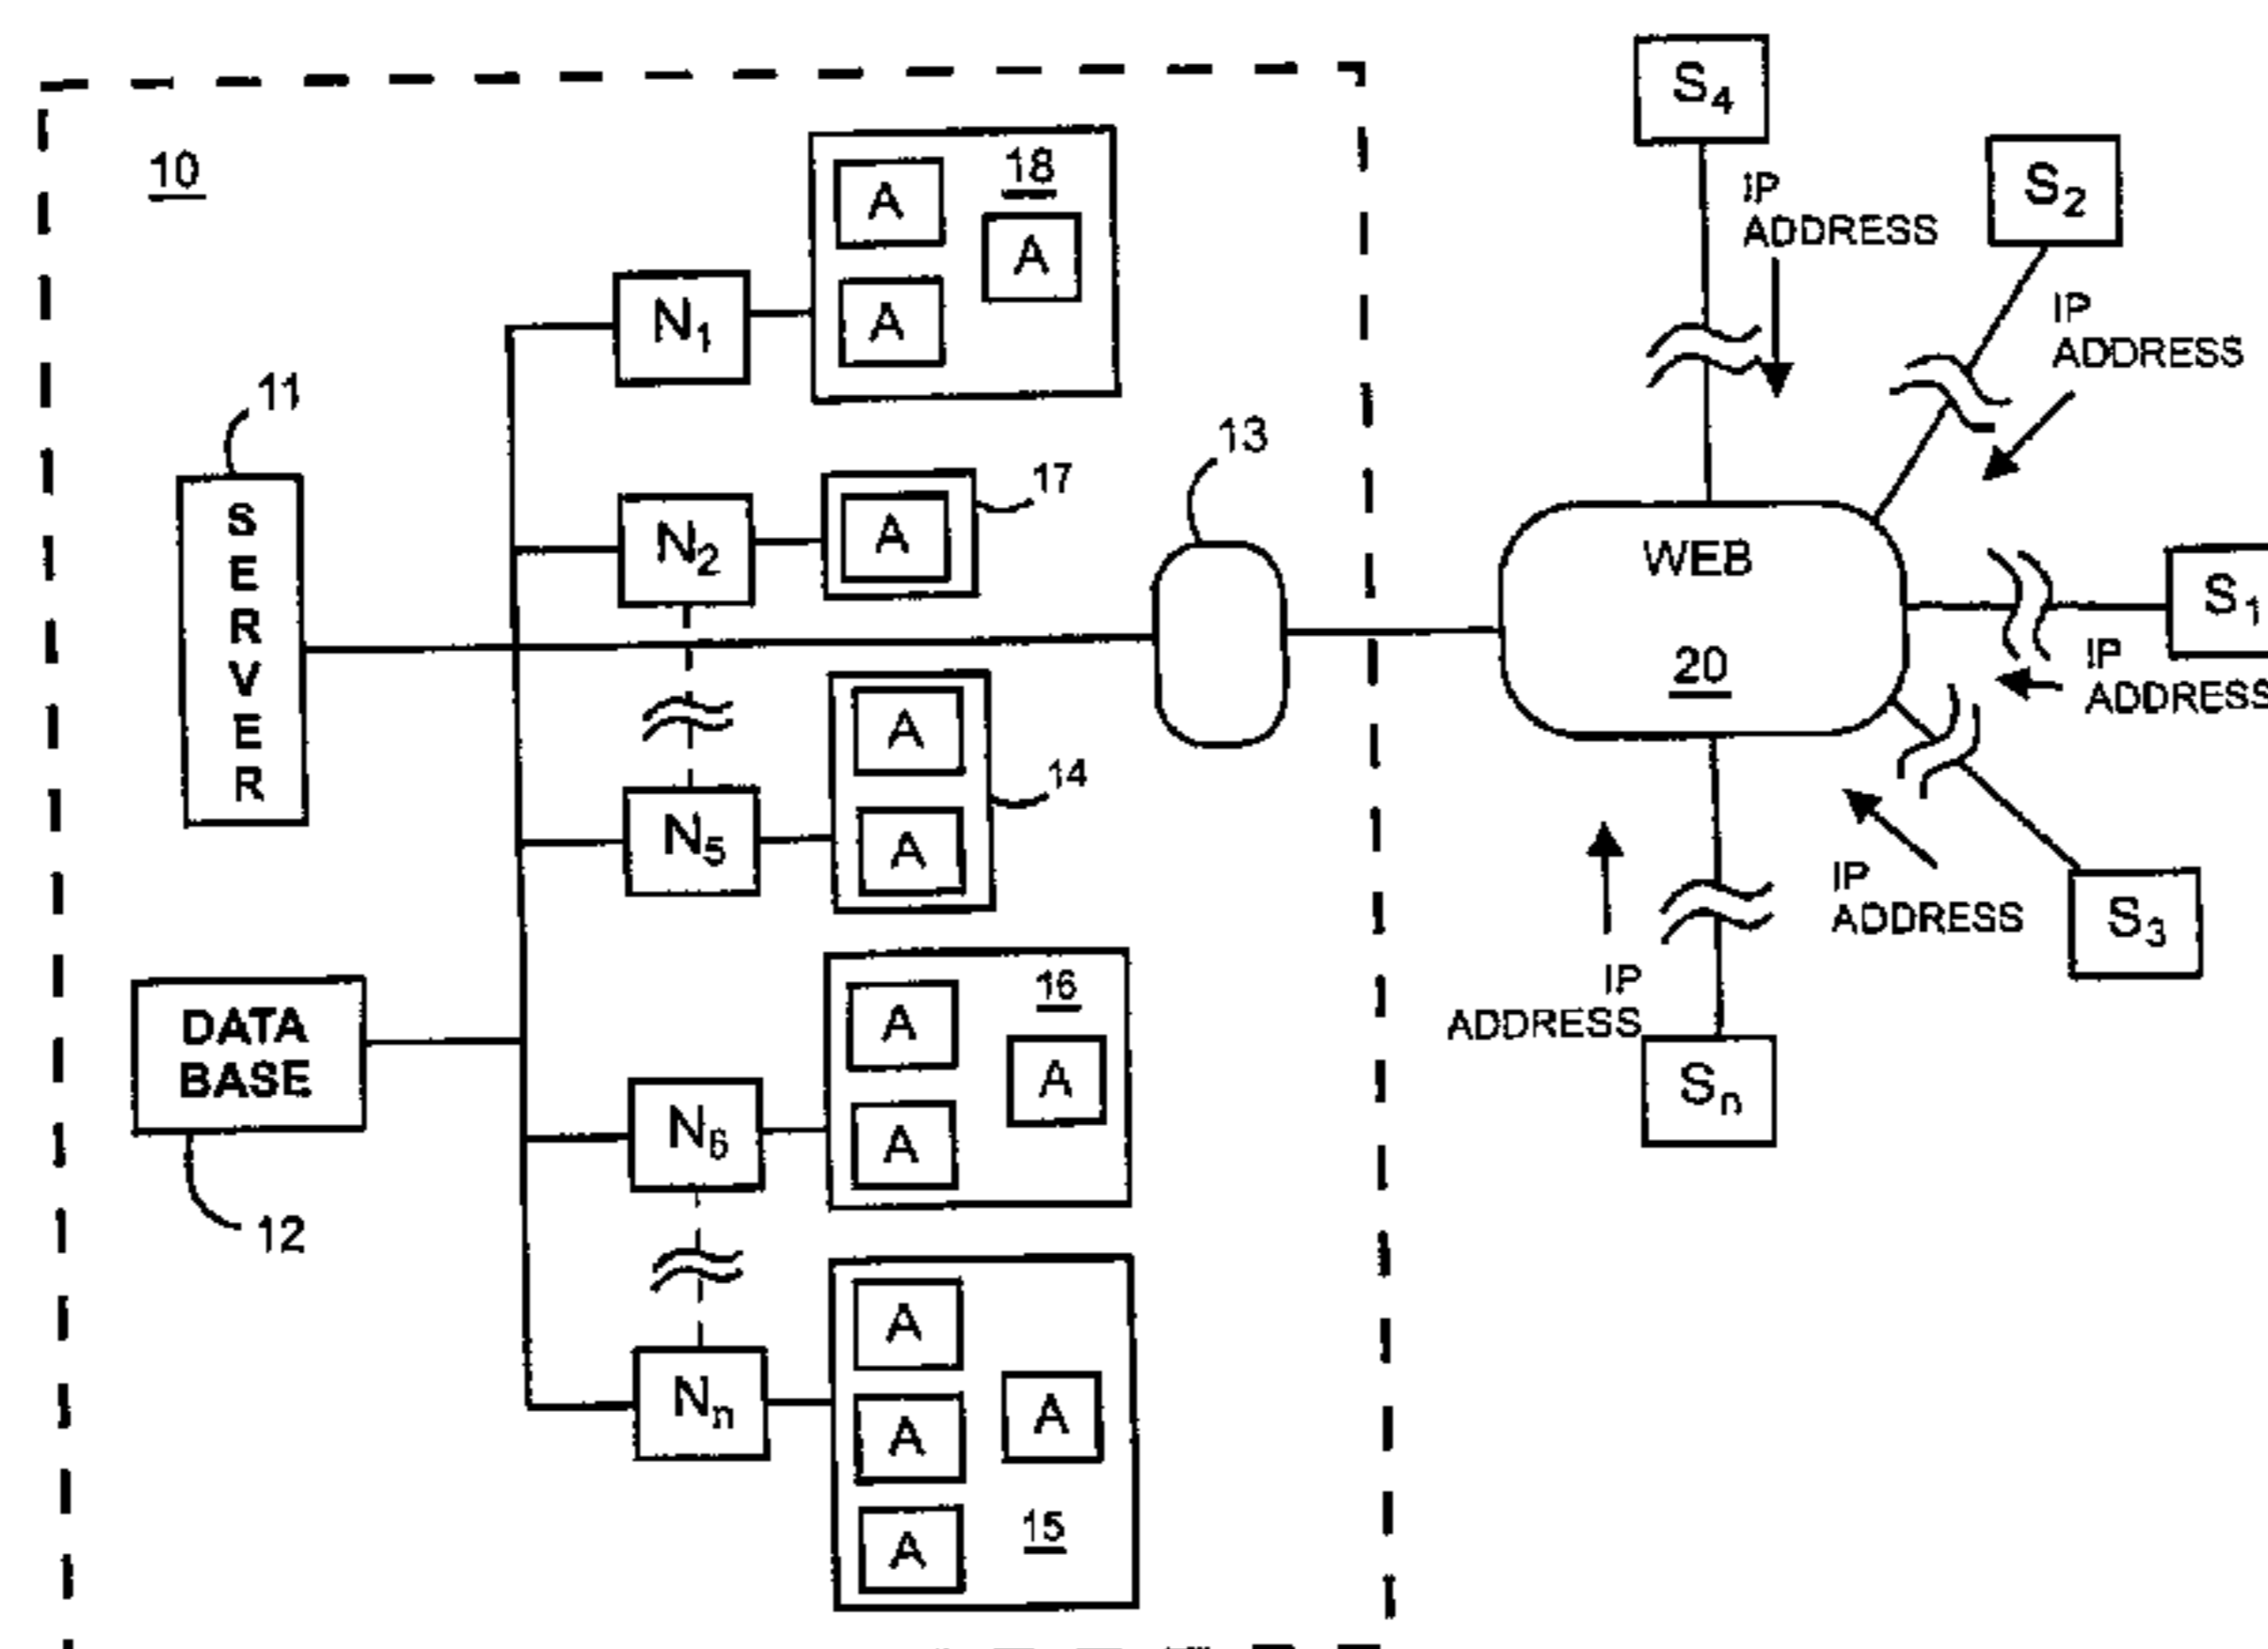 10
11
S
E
R
V
E
R
DATA
BASE
12
N1
A
A
A
18
N2
A
17
N5
A
A
14
N6
A
A
A
16
Nn
A
A
A
A
15
13
WEB
20
S4
IP
ADDRESS
S2
IP
ADDRESS
S1
IP
ADDRESS
S3
IP
ADDRESS
Sn
IP
ADDRESS